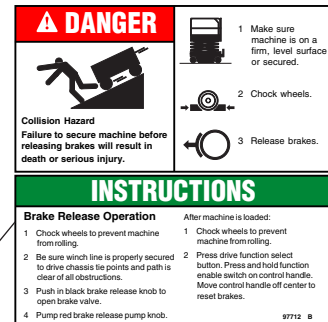 DANGER
Collision Hazard
Failure to secure machine before
releasing brakes will result in
death or serious injury.
1 Make sure
machine is on a
firm, level surface
or secured.
2 Chock wheels.
3 Release brakes.
INSTRUCTIONS
Brake Release Operation
1 Chock wheels to prevent machine
from rolling.
2 Be sure winch line is properly secured
to drive chassis tie points and path is
clear of all obstructions.
3 Push in black brake release knob to
open brake valve.
4 Pump red brake release pump knob.
After machine is loaded:
1 Chock wheels to prevent
machine from rolling.
2 Press drive function select
button. Press and hold function
enable switch on control handle.
Move control handle off center to
reset brakes.
97712 B